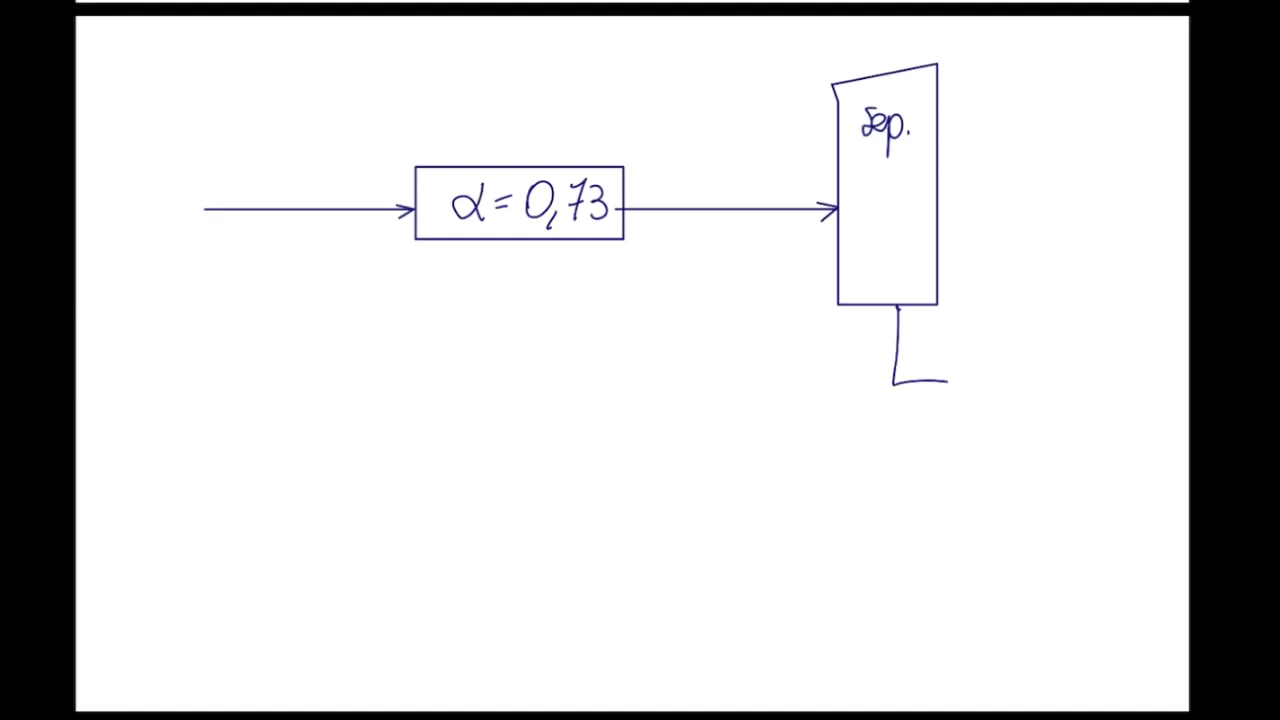 α = 0,73
sep.